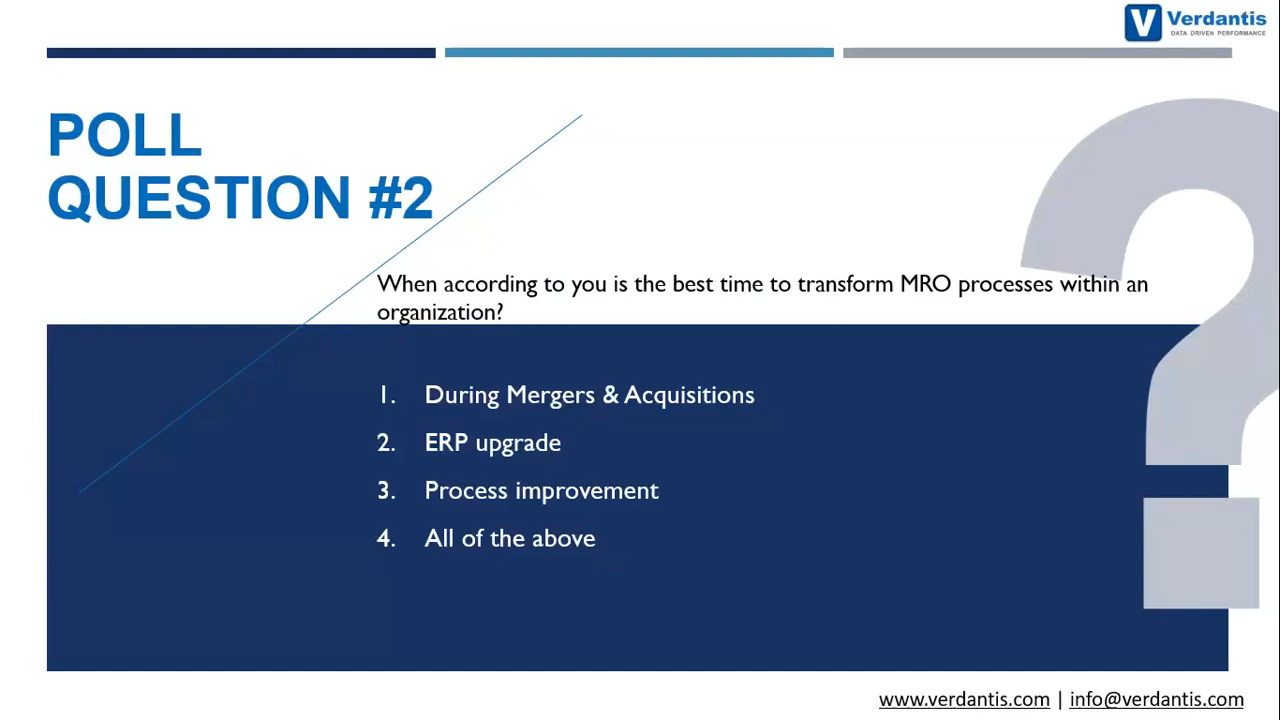 Verdantis
DATA DRIVEN PERFORMANCE
POLL
QUESTION #2
When according to you is the best time to transform MRO processes within an
organization?
1. During Mergers & Acquisitions
2. ERP upgrade
3. Process improvement
4. All of the above
www.verdantis.com | info@verdantis.com